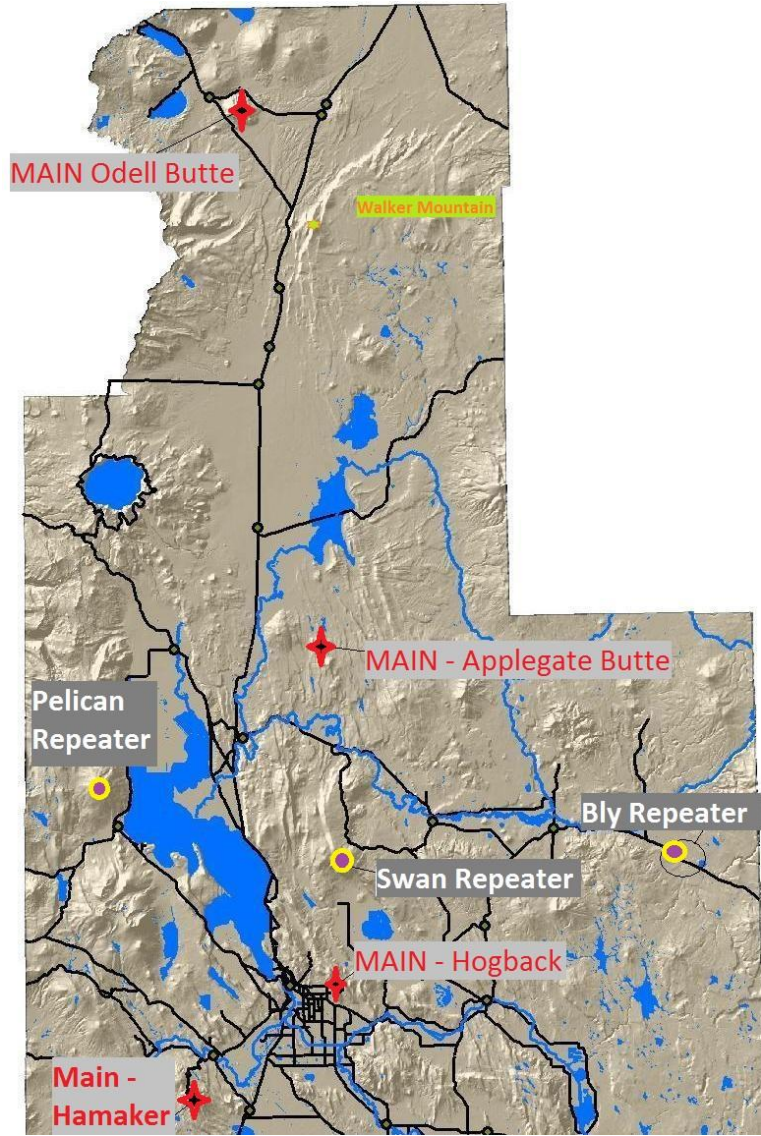 MAIN Odell Butte
Walker Mountain
MAIN - Applegate Butte
Pelican
Repeater
Bly Repeater
Swan Repeater
MAIN - Hogback
Main -
Hamaker